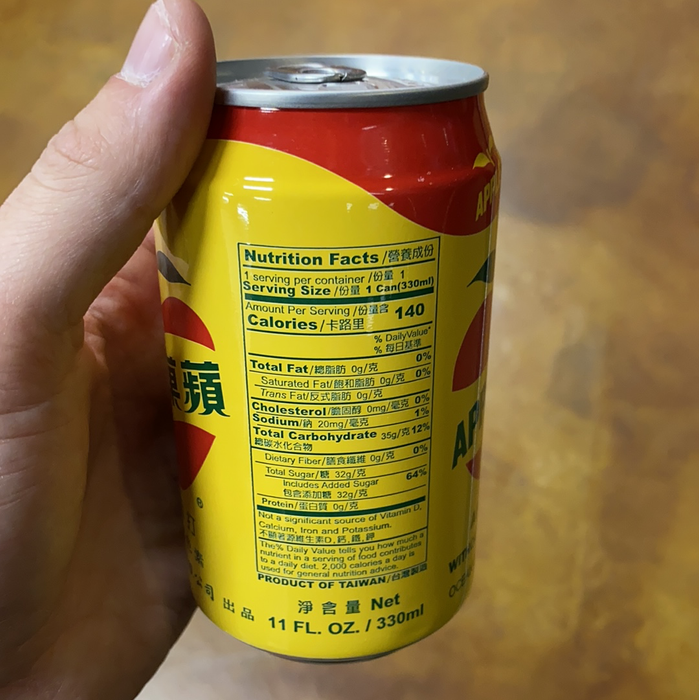 Nutrition Facts/營養成份
1 serving per container/份量 1
Serving Size/份量 1 Can(330ml)
Amount Per Serving/份量含
Calories/卡路里 140
% DailyValue*
% 每日基準
0%
Total Fat/總脂肪 0g/克 0%
Saturated Fat/飽和脂肪 0g/克
Trans Fat/反式脂肪 0g/克
Cholesterol/膽固醇 0mg/毫克 0%
Sodium/鈉 20mg/毫克 1%
Total Carbohydrate 35g/克 12%
總碳水化合物
Dietary Fiber/膳食纖維 0g/克 0%
Total Sugar/糖 32g/克
Includes Added Sugar 64%
包含添加糖 32g/克
Protein/蛋白質 0g/克
Not a significant source of Vitamin D,
Calcium, Iron and Potassium.
不顯著源維生素D, 鈣, 鐵, 鉀
The% Daily Value tells you how much a
nutrient in a serving of food contributes
to a daily diet. 2,000 calories a day is
used for general nutrition advice.
PRODUCT OF TAIWAN/台灣製造
淨含量 Net
11 FL. OZ. / 330ml
蘋
®
打
公司 出品